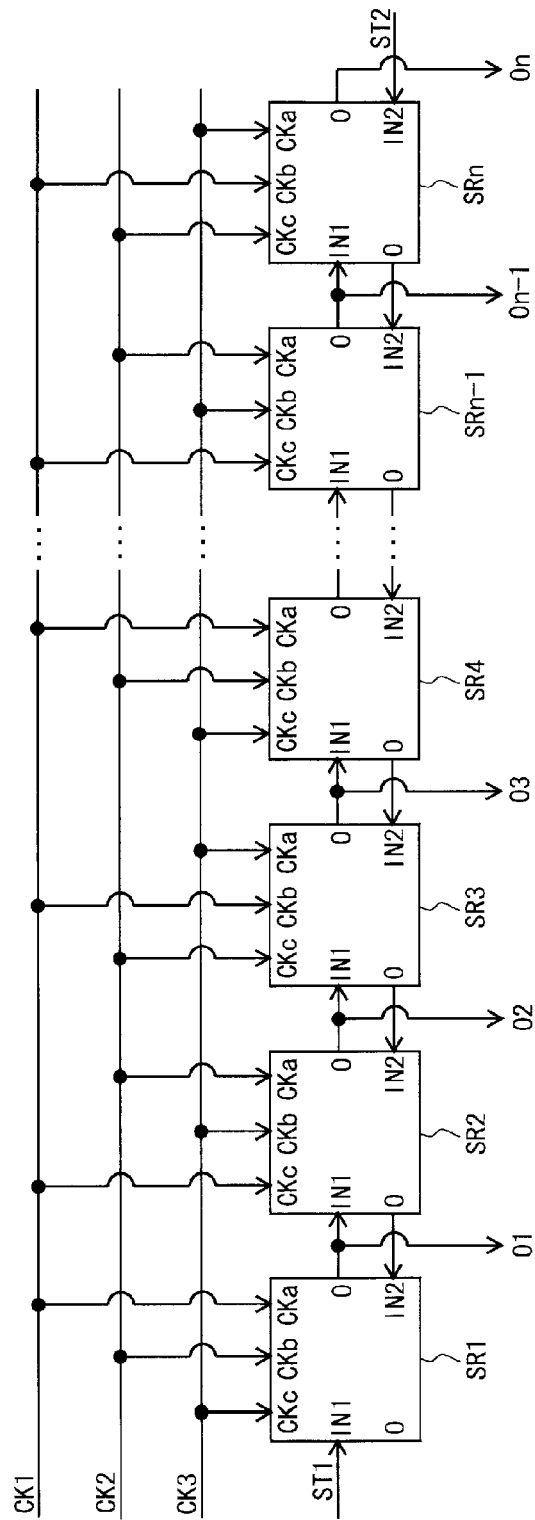 CK1
CK2
CK3
CKc CKb CKa
CKc CKb CKa
CKc CKb CKa
CKc CKb CKa
CKc CKb CKa
CKc CKb CKa
ST1
IN1 O
IN1 O
IN1 O
IN1 O
IN1 O
IN1 O
O IN2
O IN2
O IN2
O IN2
O IN2
O IN2
ST2
...
...
...
...
...
SR1
SR2
SR3
SR4
SRn-1
SRn
O1
O2
O3
On-1
On